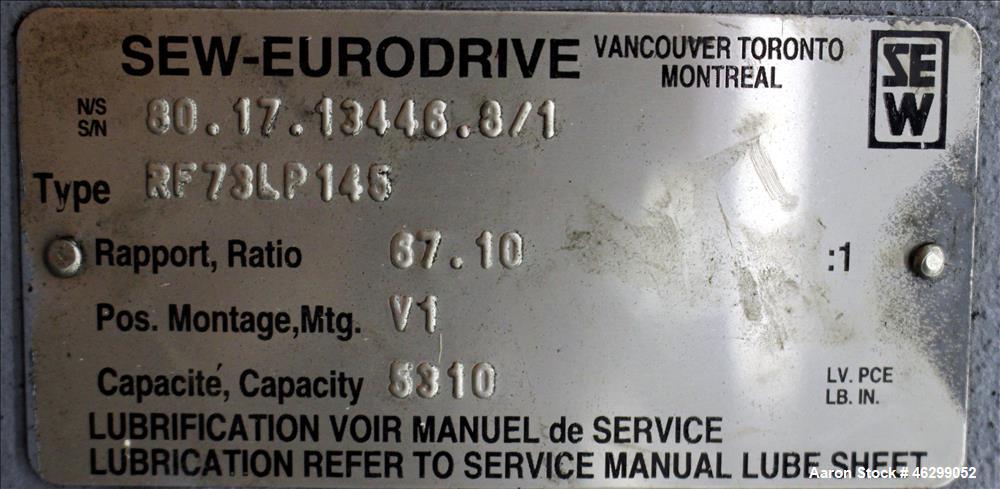 SEW-EURODRIVE VANCOUVER TORONTO
MONTREAL
SEW
N/S
S/N 80.17.13446.8/1
Type RF73LP145
Rapport, Ratio 67.10 :1
Pos. Montage,Mtg. V1
Capacité, Capacity 5310 LV. PCE
LB. IN.
LUBRIFICATION VOIR MANUEL de SERVICE
LUBRICATION REFER TO SERVICE MANUAL LUBE SHEET
Aaron Stock # 46299052